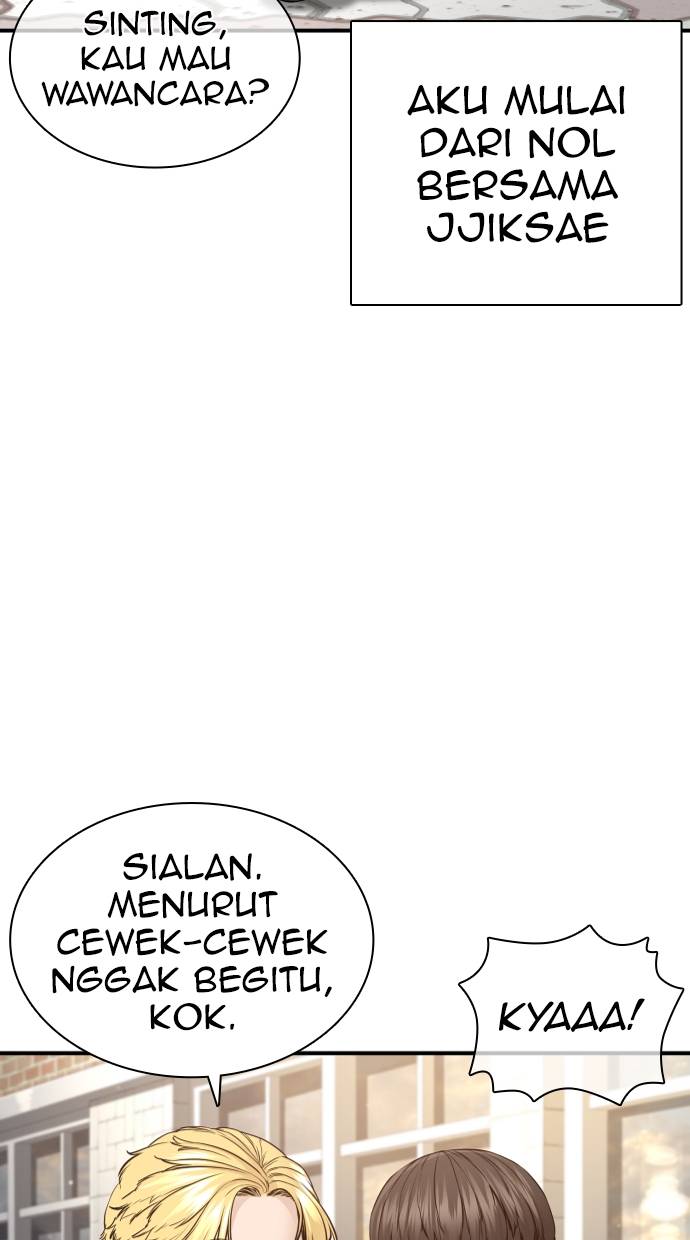 SINTING,
KAU MAU
WAWANCARA?
AKU MULAI
DARI NOL
BERSAMA
JJIKSAE
SIALAN.
MENURUT
CEWEK-CEWEK
NGGAK BEGITU,
KOK.
KYAAA!